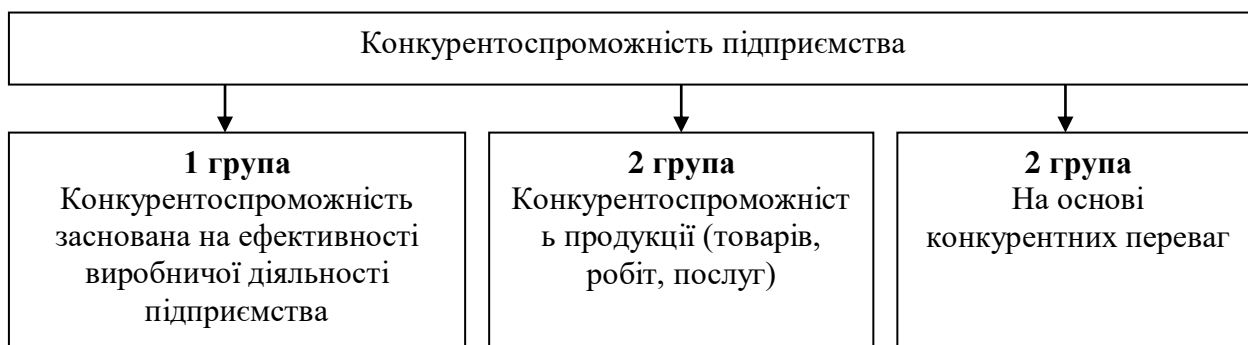 Конкурентоспроможність підприємства
1 група
Конкурентоспроможність
заснована на ефективності
виробничої діяльності
підприємства
2 група
Конкурентоспроможніст
ь продукції (товарів,
робіт, послуг)
2 група
На основі
конкурентних переваг